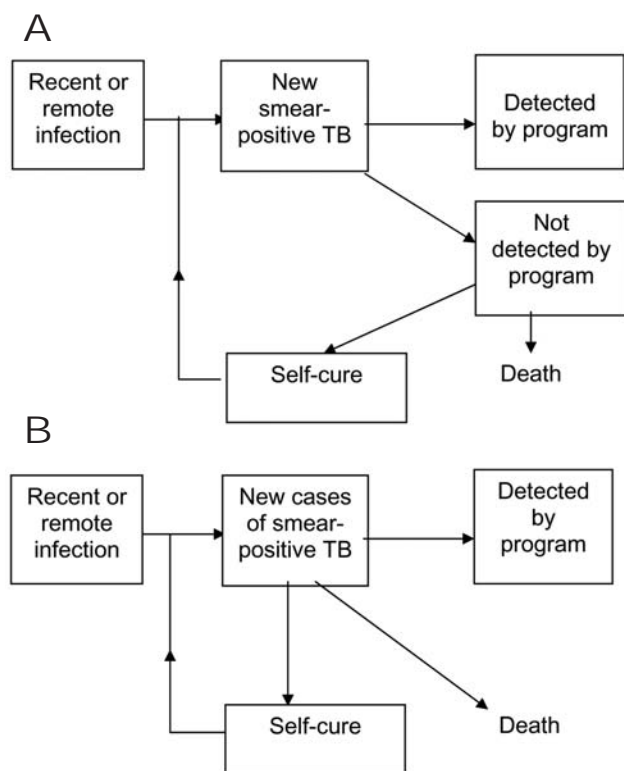 A
Recent or
remote
infection
New
smear-
positive TB
Detected
by program
Not
detected by
program
Self-cure
Death
B
Recent or
remote
infection
New cases
of smear-
positive TB
Detected
by
program
Self-cure
Death